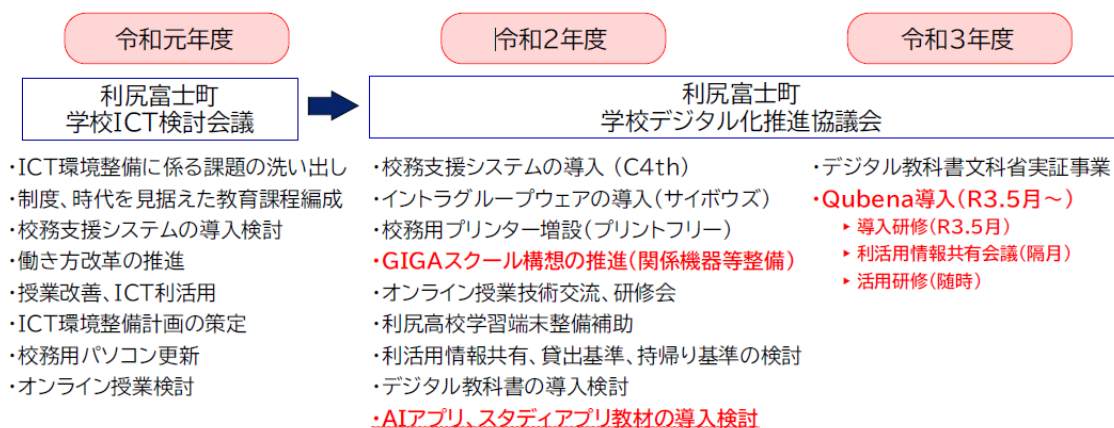 令和元年度
令和2年度
令和3年度
利尻富士町
学校ICT検討会議
利尻富士町
学校デジタル化推進協議会
・ICT環境整備に係る課題の洗い出し
・制度、時代を見据えた教育課程編成
・校務支援システムの導入検討
・働き方改革の推進
・授業改善、ICT利活用
・ICT環境整備計画の策定
・校務用パソコン更新
・オンライン授業検討
・校務支援システムの導入(C4th)
・イントラグループウェアの導入(サイボウズ)
・校務用プリンター増設(プリントフリー)
・GIGAスクール構想の推進(関係機器等整備)
・オンライン授業技術交流、研修会
・利尻高校学習端末整備補助
・利活用情報共有、貸出基準、持帰り基準の検討
・デジタル教科書の導入検討
・AIアプリ、スタディアプリ教材の導入検討
・デジタル教科書文科省実証事業
・Qubena導入(R3.5月~)
▸ 導入研修(R3.5月)
▸ 利活用情報共有会議(隔月)
▸ 活用研修(随時)